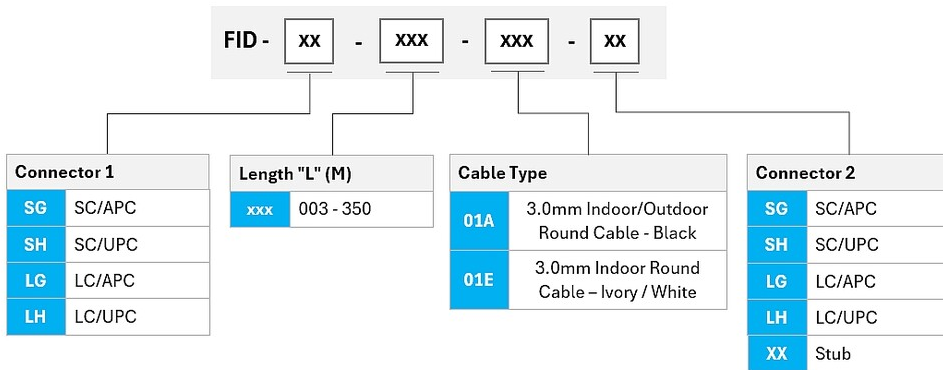 FID - XX - XXX - XXX - XX
Connector 1
SG SC/APC
SH SC/UPC
LG LC/APC
LH LC/UPC
Length "L" (M)
xxx 003 - 350
Cable Type
01A 3.0mm Indoor/Outdoor
Round Cable - Black
01E 3.0mm Indoor Round
Cable – Ivory / White
Connector 2
SG SC/APC
SH SC/UPC
LG LC/APC
LH LC/UPC
XX Stub